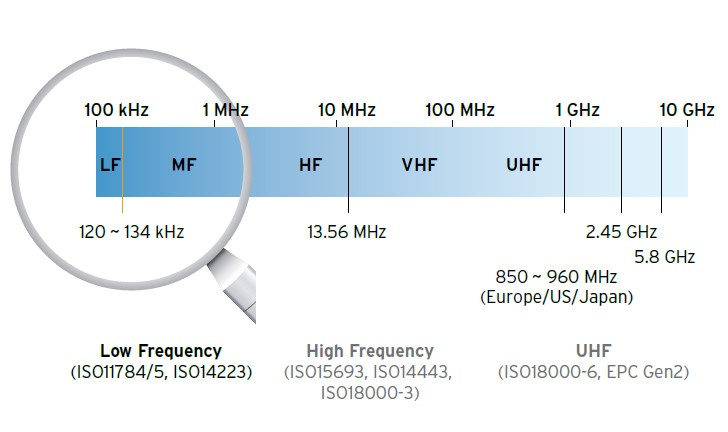 100 kHz 1 MHz 10 MHz 100 MHz 1 GHz 10 GHz
LF MF HF VHF UHF
120 ~ 134 kHz 13.56 MHz 2.45 GHz
5.8 GHz
850 ~ 960 MHz
(Europe/US/Japan)
Low Frequency
(ISO11784/5, ISO14223)
High Frequency
(ISO15693, ISO14443,
ISO18000-3)
UHF
(ISO18000-6, EPC Gen2)